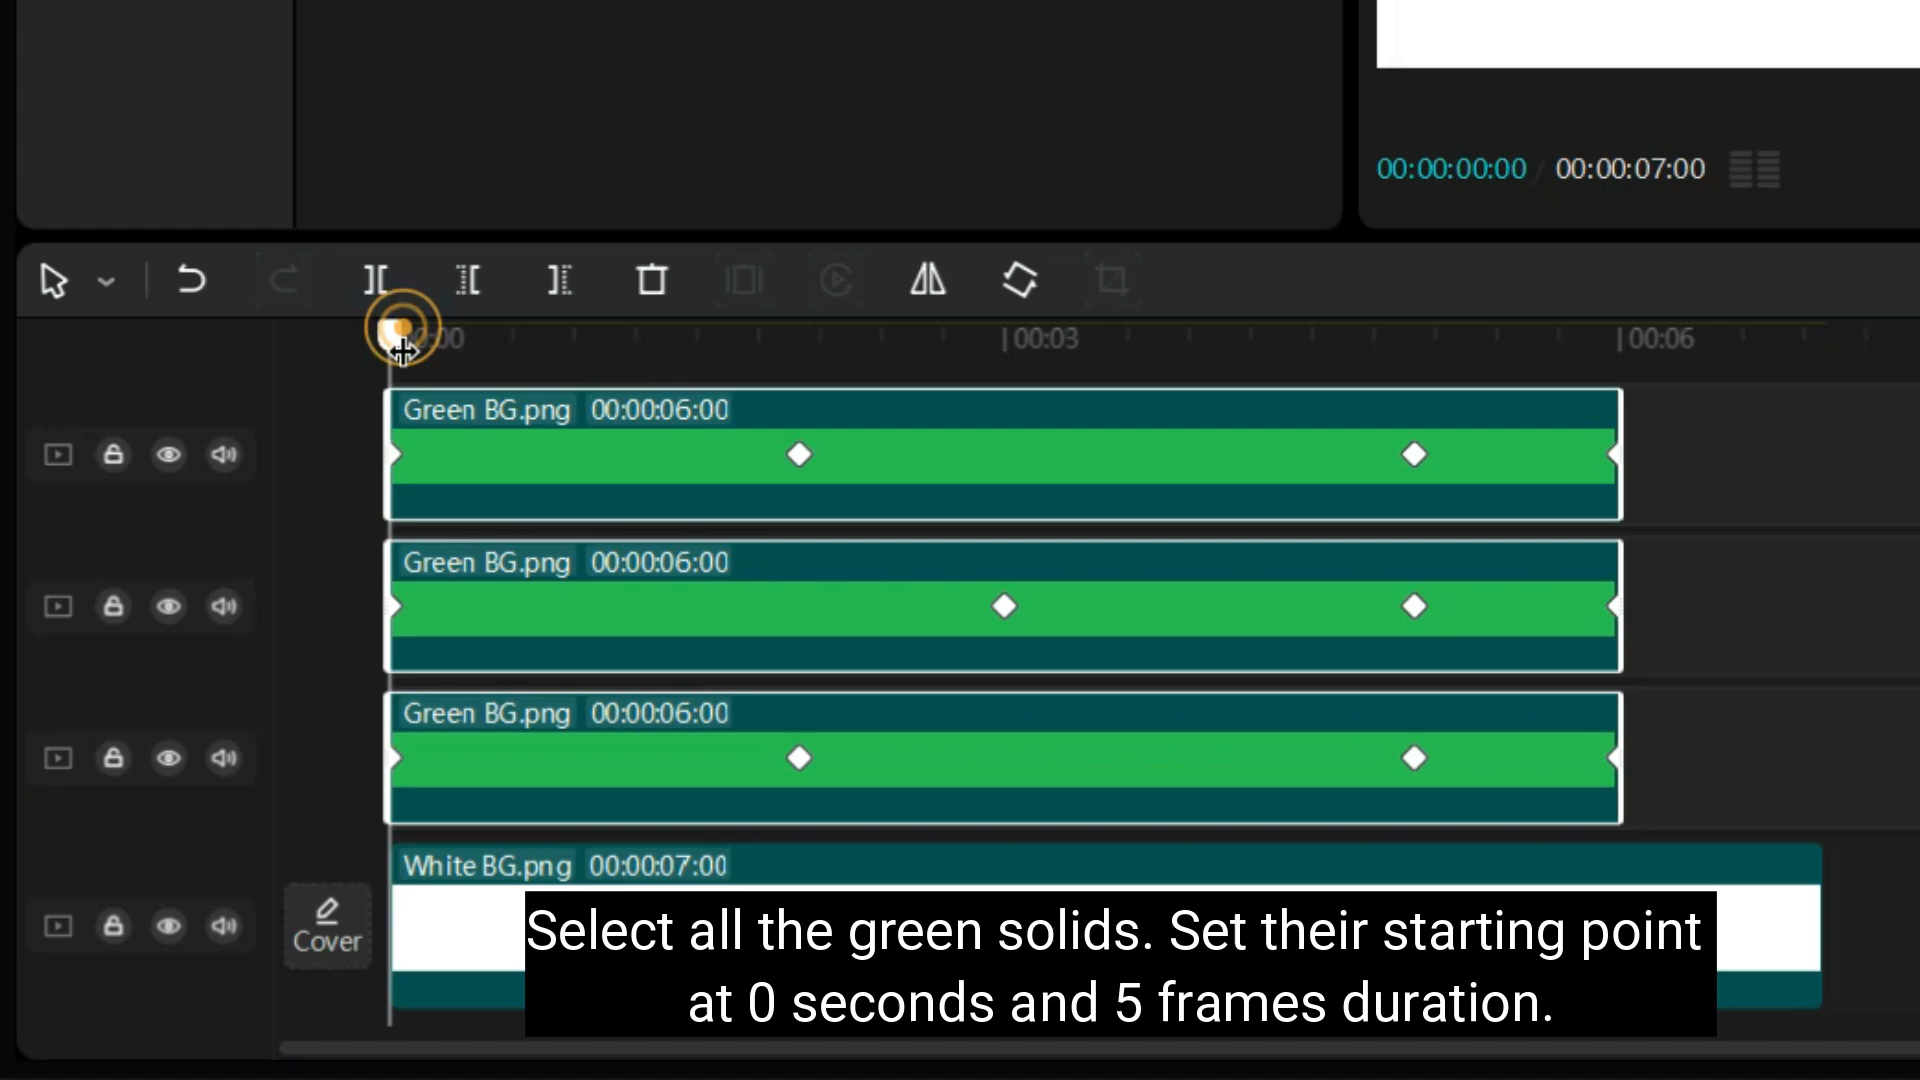 00:00:00:00 / 00:00:07:00
00:03
00:06
Green BG.png 00:00:06:00
Green BG.png 00:00:06:00
Green BG.png 00:00:06:00
White BG.png 00:00:07:00
Cover
Select all the green solids. Set their starting point
at 0 seconds and 5 frames duration.